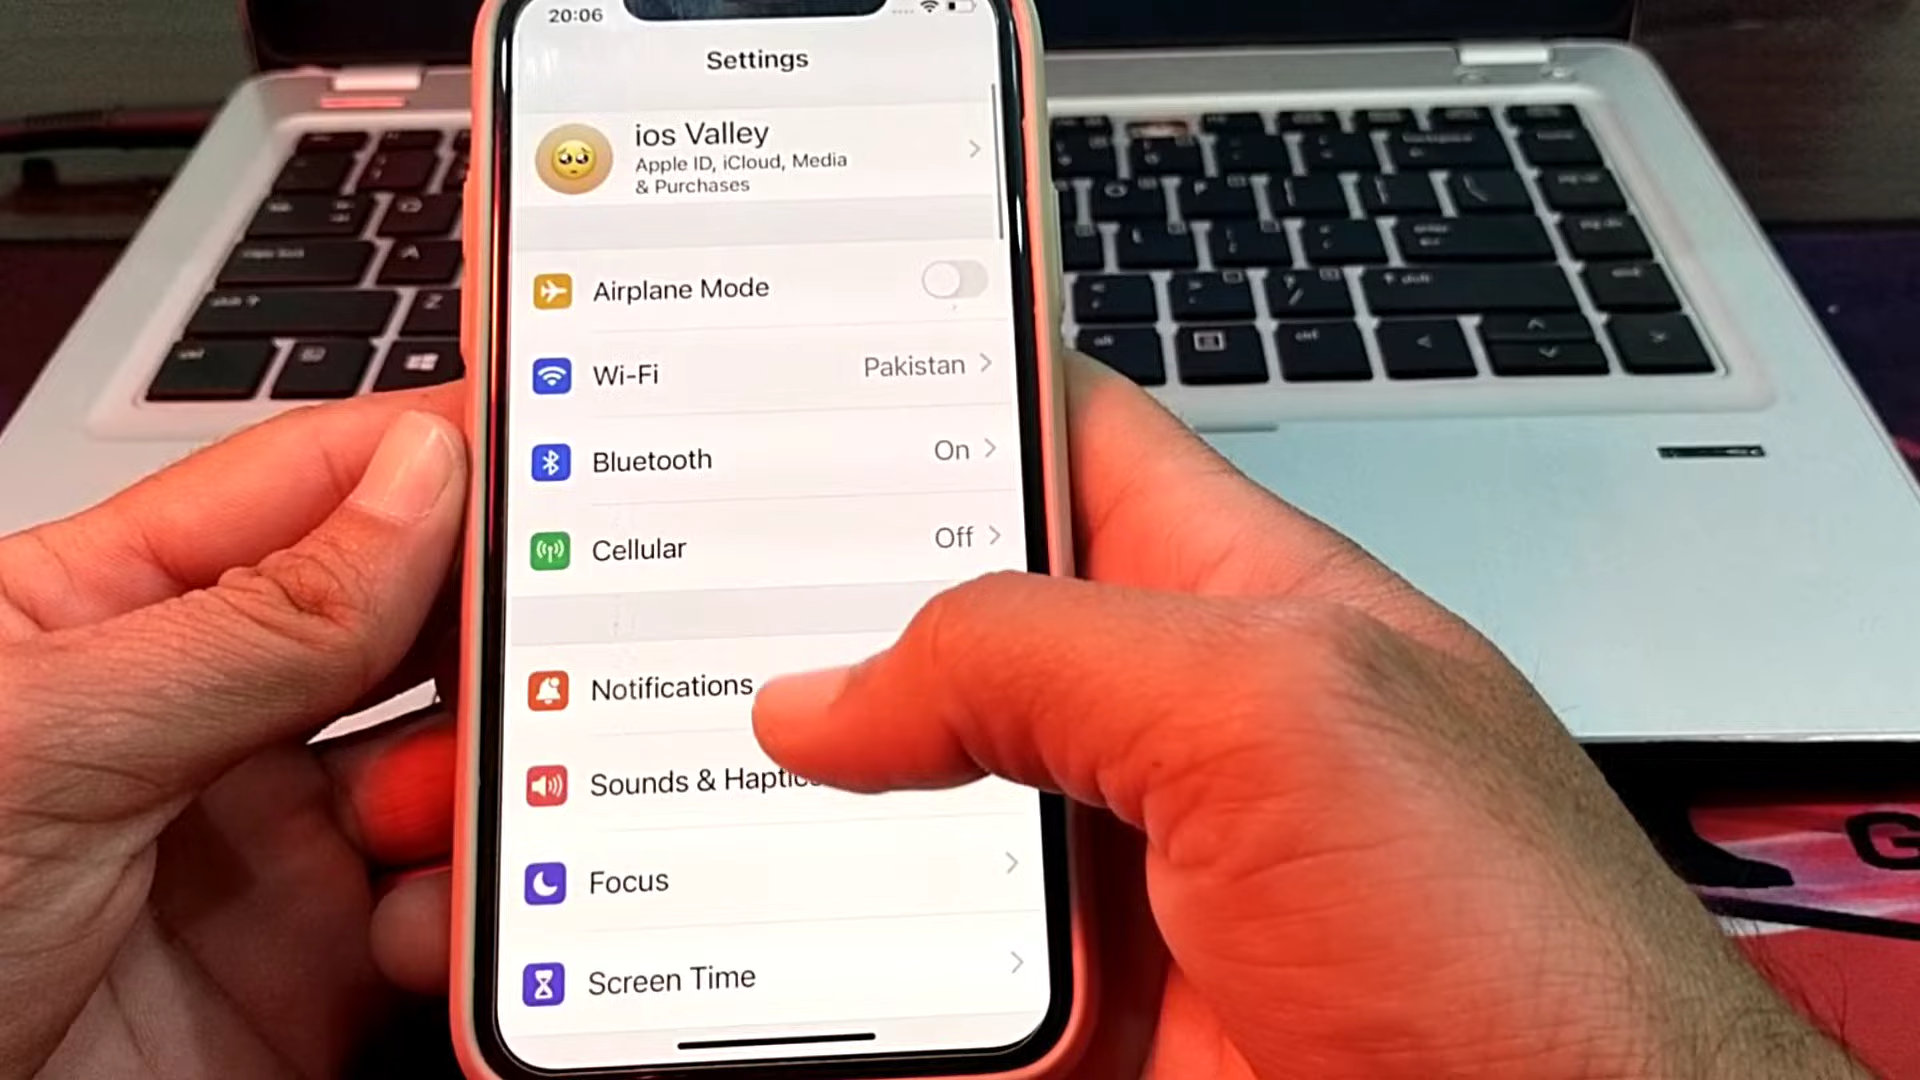 20:06
Settings
ios Valley
Apple ID, iCloud, Media
& Purchases
Airplane Mode
Wi-Fi Pakistan
Bluetooth On
Cellular Off
Notifications
Sounds & Haptics
Focus
Screen Time
A
Z
G